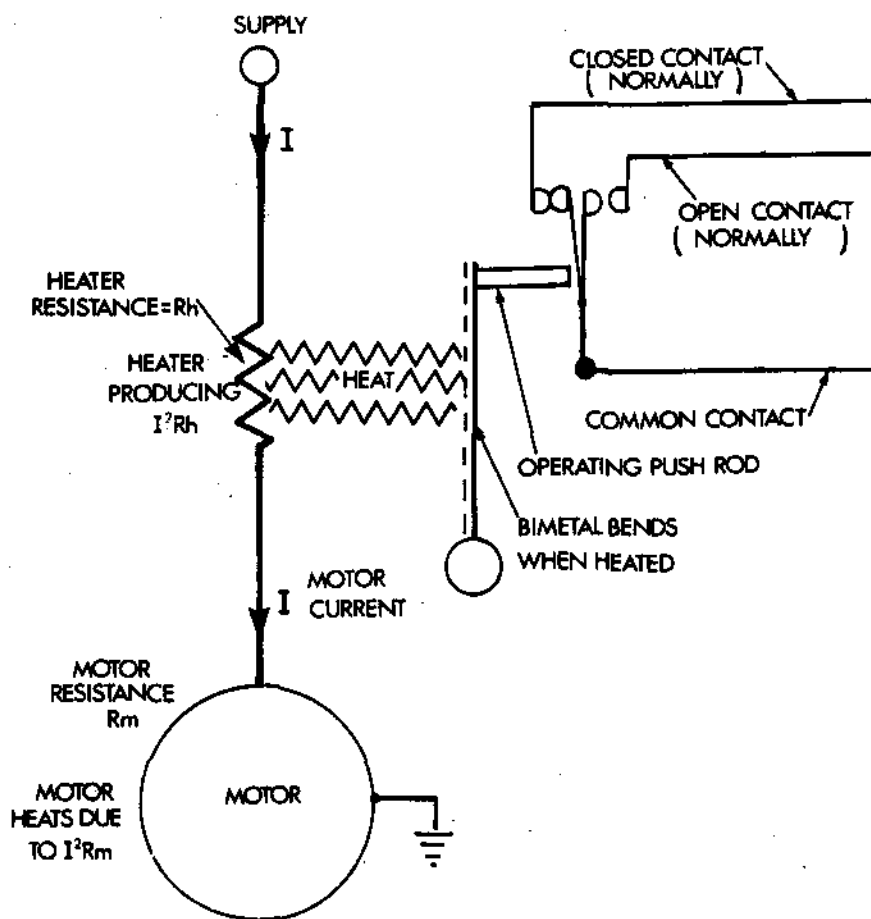 SUPPLY
I
CLOSED CONTACT
( NORMALLY )
OPEN CONTACT
( NORMALLY )
HEATER
RESISTANCE=Rh
HEATER
PRODUCING
I²Rh
HEAT
COMMON CONTACT
OPERATING PUSH ROD
BIMETAL BENDS
WHEN HEATED
I
MOTOR
CURRENT
MOTOR
RESISTANCE
Rm
MOTOR
HEATS DUE
TO I²Rm
MOTOR